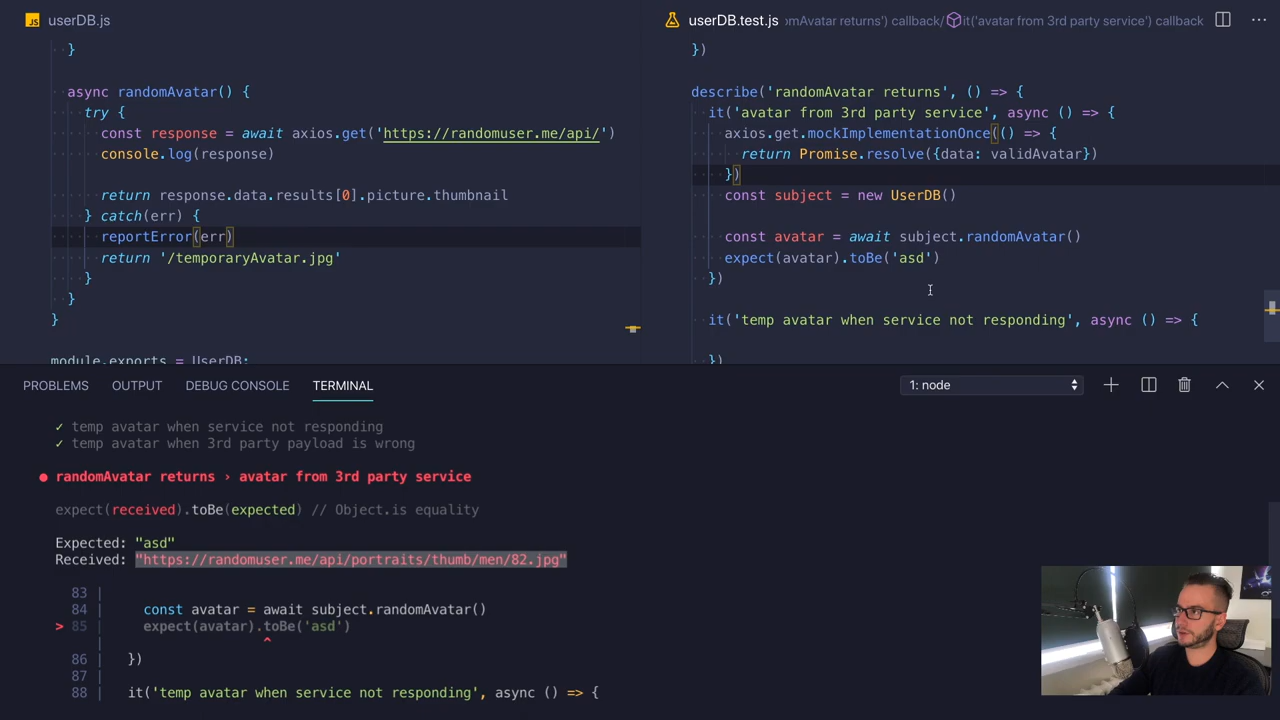 JS userDB.js
}
async randomAvatar() {
try {
const response = await axios.get('https://randomuser.me/api/')
console.log(response)
return response.data.results[0].picture.thumbnail
} catch(err) {
reportError(err)
return '/temporaryAvatar.jpg'
}
}
}
module.exports = UserDB;
userDB.test.js omAvatar returns') callback/ it('avatar from 3rd party service') callback
})
describe('randomAvatar returns', () => {
it('avatar from 3rd party service', async () => {
axios.get.mockImplementationOnce(() => {
return Promise.resolve({data: validAvatar})
})
const subject = new UserDB()
const avatar = await subject.randomAvatar()
expect(avatar).toBe('asd')
})
it('temp avatar when service not responding', async () => {
})
PROBLEMS OUTPUT DEBUG CONSOLE TERMINAL 1: node
✓ temp avatar when service not responding
✓ temp avatar when 3rd party payload is wrong
● randomAvatar returns › avatar from 3rd party service
expect(received).toBe(expected) // Object.is equality
Expected: "asd"
Received: "https://randomuser.me/api/portraits/thumb/men/82.jpg"
83 |
84 | const avatar = await subject.randomAvatar()
> 85 | expect(avatar).toBe('asd')
| ^
86 | })
87 |
88 | it('temp avatar when service not responding', async () => {